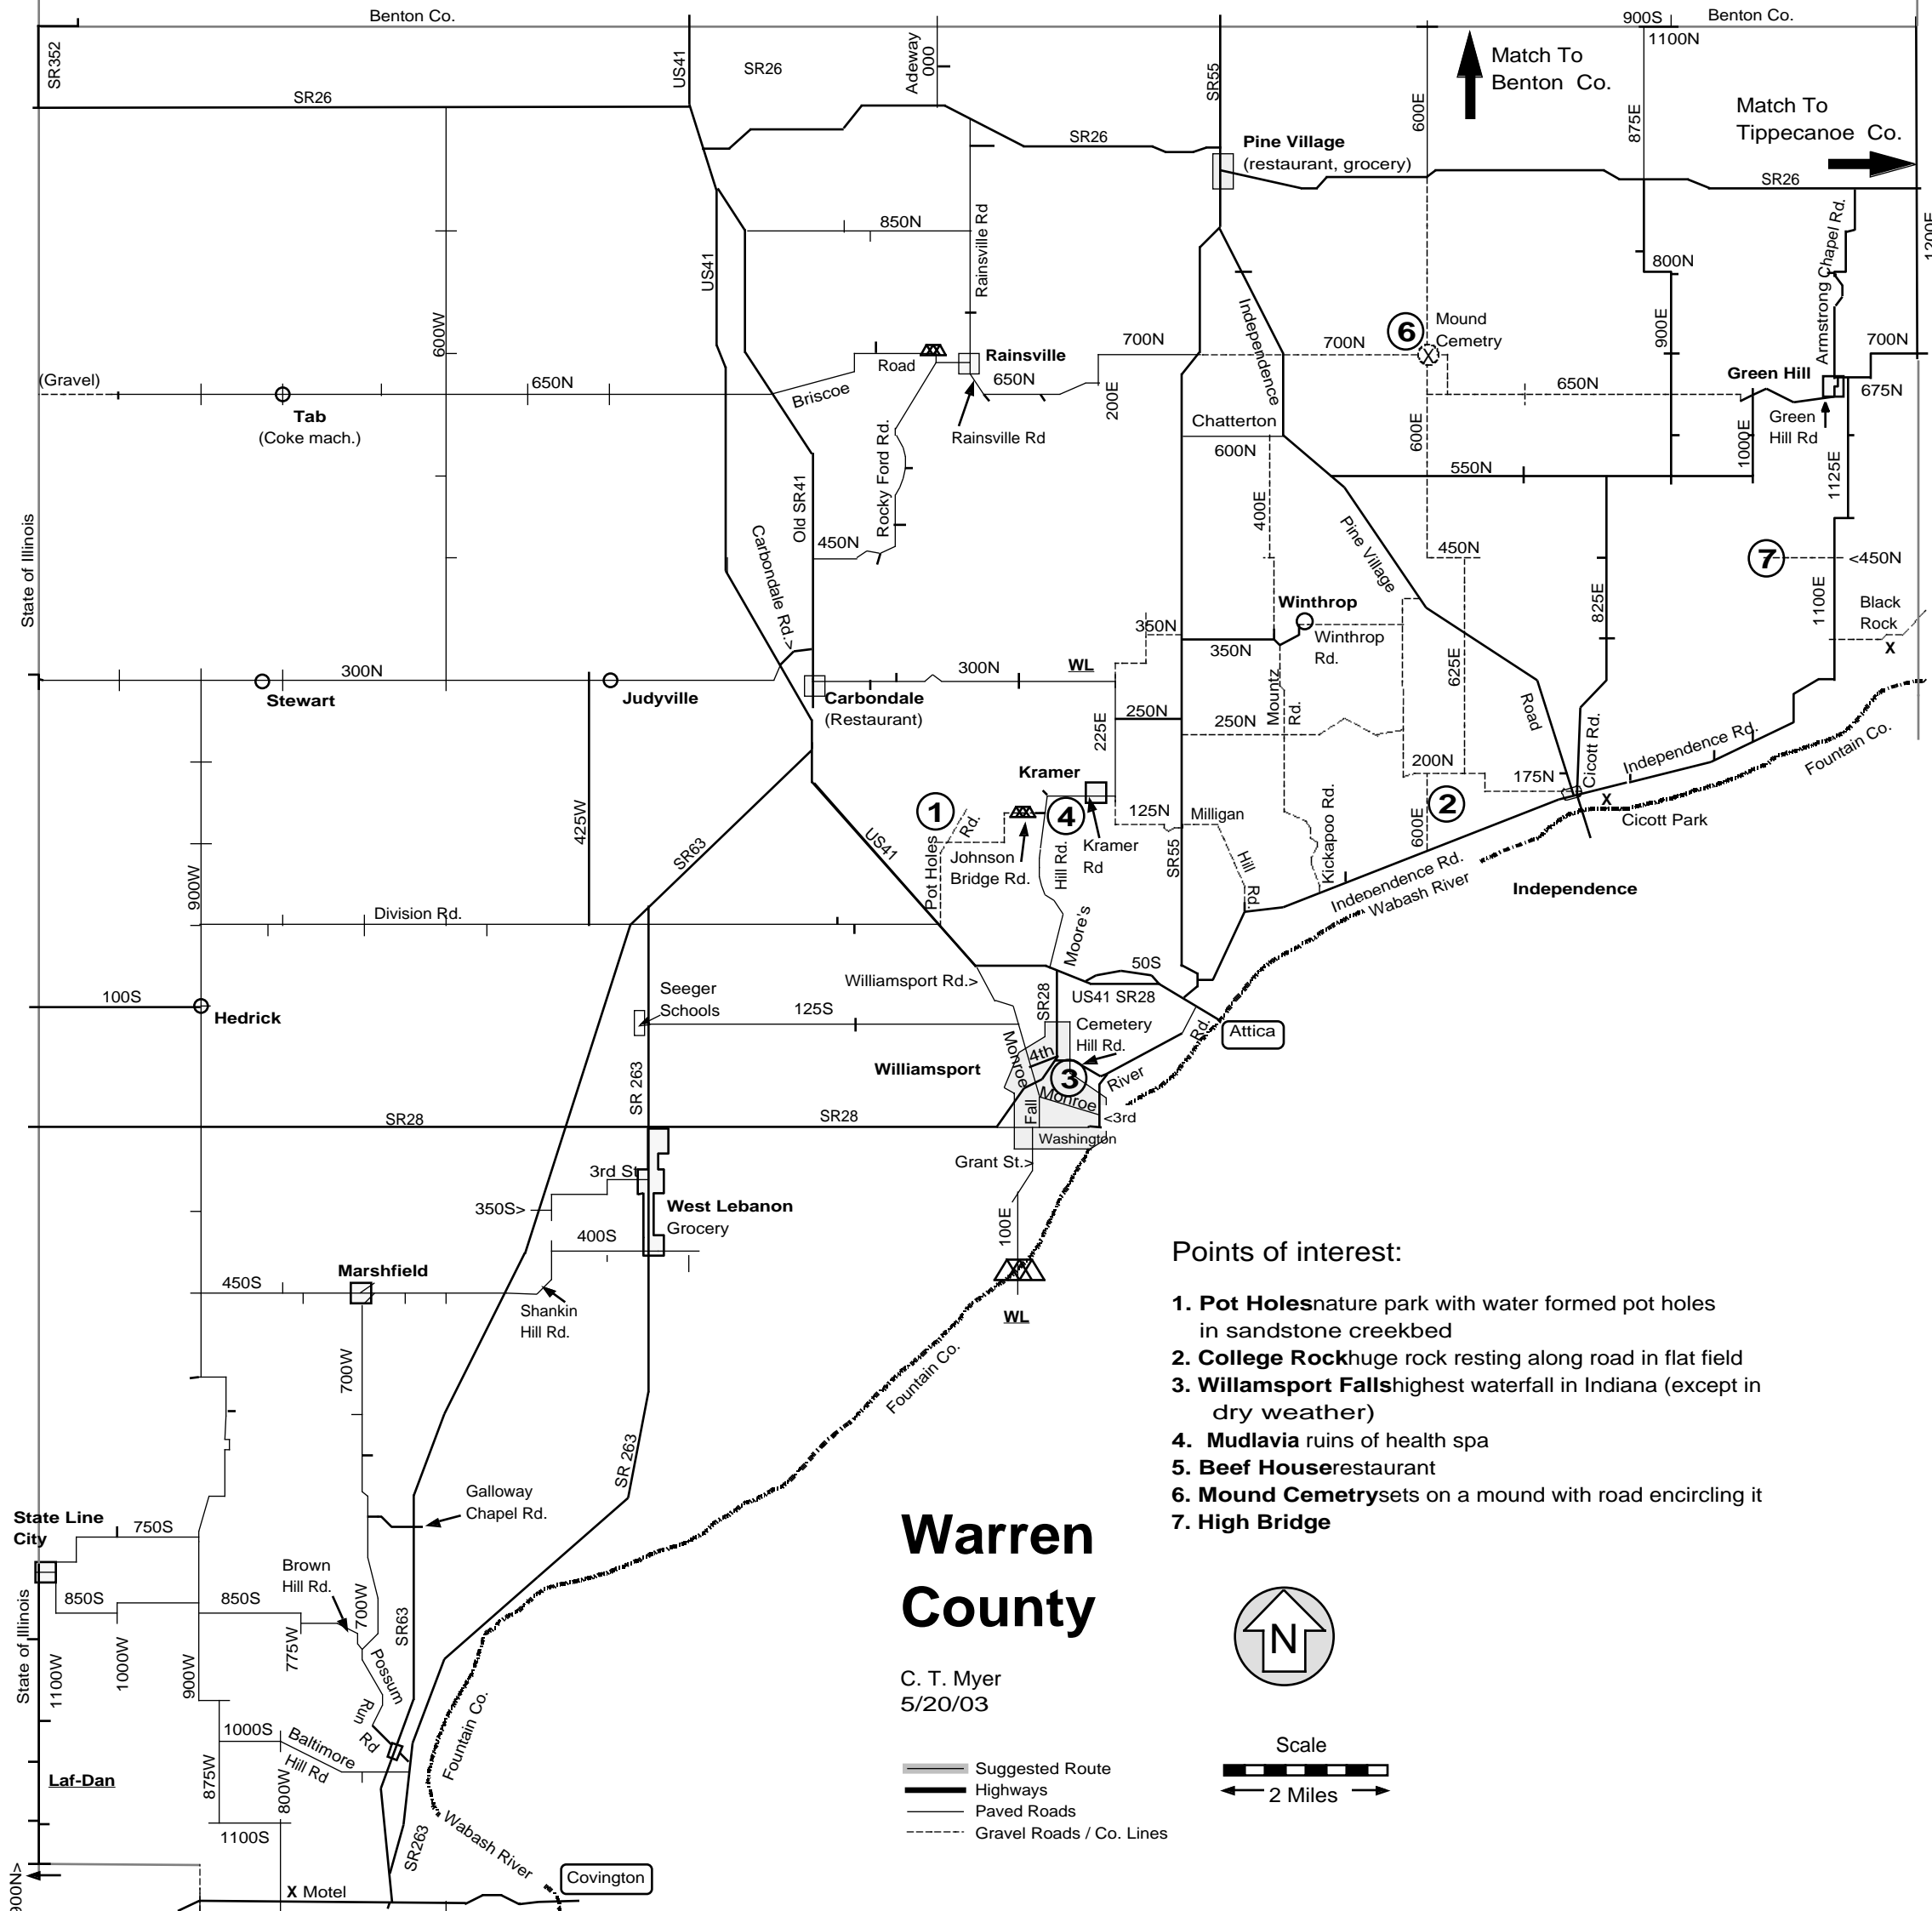 Benton Co.
900S
Benton Co.
1100N
SR352
US41
SR26
Adeway
000
SR55
600E
Match To
Benton Co.
875E
Match To
Tippecanoe Co.
SR26
SR26
Pine Village
(restaurant, grocery)
SR26
1200E
Armstrong Chapel Rd.
850N
Rainsville Rd
US41
800N
600W
Independence
6
Mound
Cemetry
900E
700N
700N
700N
Rainsville
Road
Briscoe
650N
200E
(Gravel)
650N
Tab
(Coke mach.)
Rainsville Rd
Rocky Ford Rd.
Green Hill
650N
675N
Green
Hill Rd
Chatterton
600N
600E
1000E
1125E
550N
State of Illinois
Old SR41
Carbondale Rd.>
450N
400E
Pine Village
450N
7
<450N
825E
1100E
Black
Rock
X
Winthrop
Winthrop
Rd.
350N
350N
300N
300N
WL
Stewart
Judyville
Carbondale
(Restaurant)
Mountz
Rd.
625E
Road
Cicott Rd.
250N
250N
225E
Independence Rd.
Fountain Co.
Kramer
200N
175N
425W
SR63
US41
1
Rd.
Pot Holes
4
Johnson
Bridge Rd.
Hill Rd.
Kramer
Rd
125N
Milligan
Hill
Rd.
SR55
Kickapoo Rd.
600E
2
X
Cicott Park
900W
Independence Rd.
Wabash River
Independence
Division Rd.
Moore's
50S
Williamsport Rd.>
SR28
US41 SR28
100S
Hedrick
Seeger
Schools
125S
Cemetery
Hill Rd.
Rd.
Attica
Monroe
4th
Williamsport
3
River
Monroe
Fall
<3rd
SR 263
SR28
SR28
Washington
Grant St.>
3rd St
350S>
West Lebanon
Grocery
400S
100E
Marshfield
450S
Shankin
Hill Rd.
WL
700W
Fountain Co.
Points of interest:
1. Pot Holesnature park with water formed pot holes
in sandstone creekbed
2. College Rockhuge rock resting along road in flat field
3. Willamsport Fallshighest waterfall in Indiana (except in
dry weather)
4. Mudlavia ruins of health spa
5. Beef Houserestaurant
6. Mound Cemetrysets on a mound with road encircling it
7. High Bridge
SR 263
Galloway
Chapel Rd.
State Line
City
750S
Brown
Hill Rd.
850S
850S
700W
SR63
State of Illinois
1100W
1000W
900W
775W
Possum
Run
Rd
Warren
County
C. T. Myer
5/20/03
N
1000S
Baltimore
Hill Rd
Fountain Co.
Laf-Dan
875W
800W
1100S
SR263
Wabash River
Scale
2 Miles
Suggested Route
Highways
Paved Roads
Gravel Roads / Co. Lines
Covington
X Motel
900N>